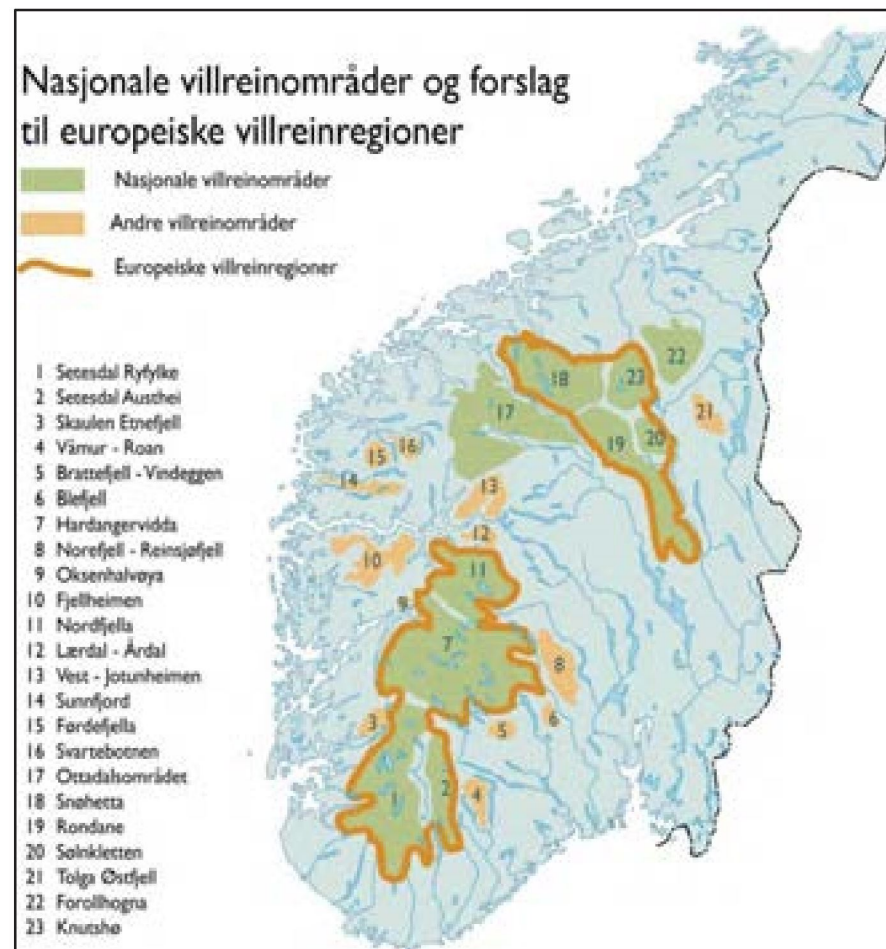 Nasjonale villreinområder og forslag
til europeiske villreinregioner
Nasjonale villreinområder
Andre villreinområder
Europeiske villreinregioner
1 Setesdal Ryfylke
2 Setesdal Austhei
3 Skaulen Etnefjell
4 Våmur - Roan
5 Brattefjell - Vindeggen
6 Blefjell
7 Hardangervidda
8 Norefjell - Reinsjøfjell
9 Oksenhalvøya
10 Fjellheimen
11 Nordfjella
12 Lærdal - Årdal
13 Vest - Jotunheimen
14 Sunnfjord
15 Førdefjella
16 Svartebotnen
17 Ottadalsområdet
18 Snøhetta
19 Rondane
20 Sølnkletten
21 Tolga Østfjell
22 Forollhogna
23 Knutshø
22
18
23
21
17
19
20
16
15
14
13
12
10
11
9
7
8
3
5
6
2
4
1